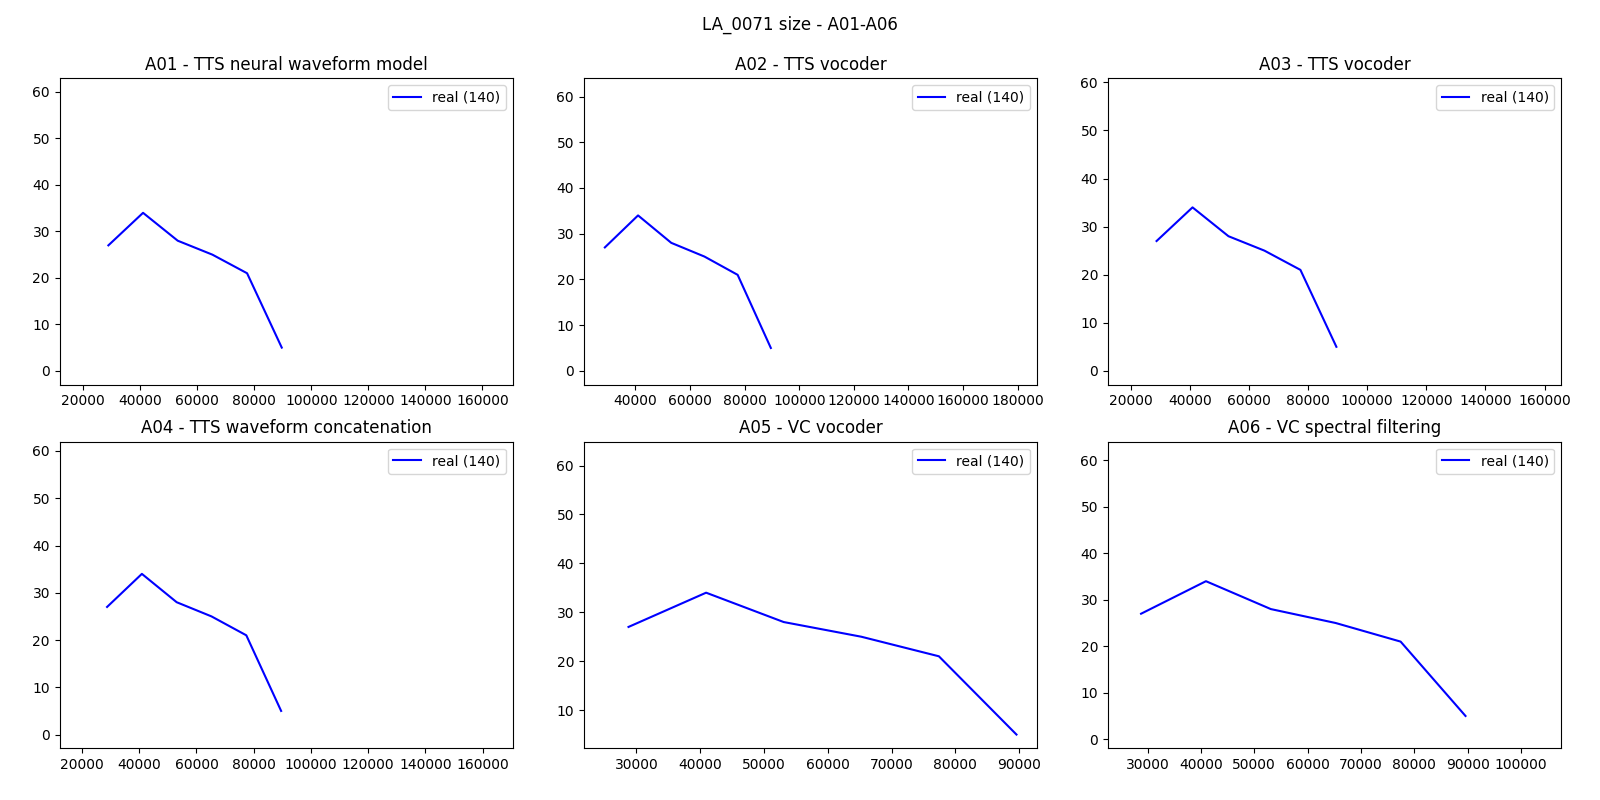 LA_0071 size - A01-A06
A01 - TTS neural waveform model
real (140)
60
50
40
30
20
10
0
20000 40000 60000 80000 100000 120000 140000 160000
A02 - TTS vocoder
real (140)
60
50
40
30
20
10
0
40000 60000 80000 100000 120000 140000 160000 180000
A03 - TTS vocoder
real (140)
60
50
40
30
20
10
0
20000 40000 60000 80000 100000 120000 140000 160000
A04 - TTS waveform concatenation
real (140)
60
50
40
30
20
10
0
20000 40000 60000 80000 100000 120000 140000 160000
A05 - VC vocoder
real (140)
60
50
40
30
20
10
30000 40000 50000 60000 70000 80000 90000
A06 - VC spectral filtering
real (140)
60
50
40
30
20
10
0
30000 40000 50000 60000 70000 80000 90000 100000